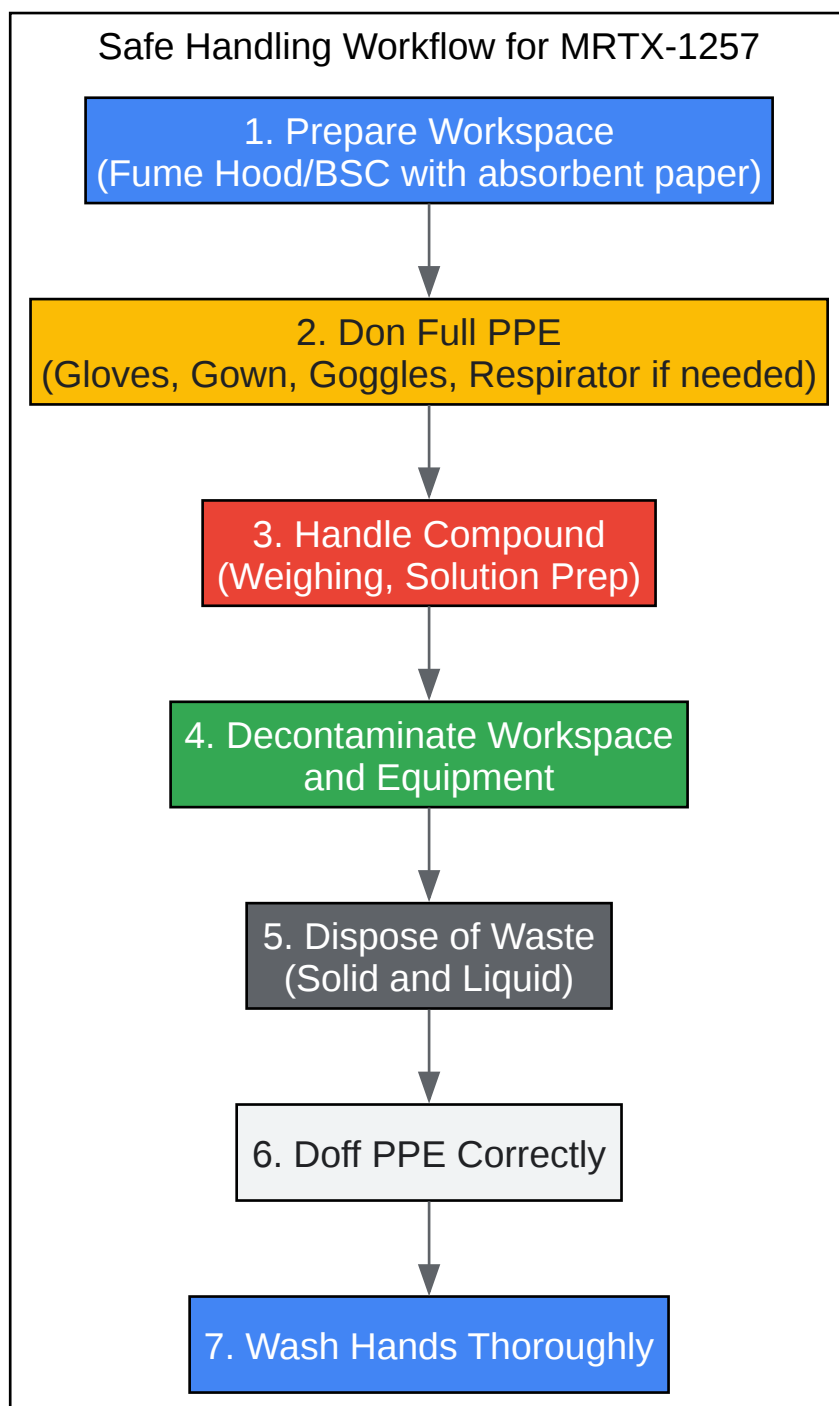 Safe Handling Workflow for MRTX-1257
1. Prepare Workspace
(Fume Hood/BSC with absorbent paper)
2. Don Full PPE
(Gloves, Gown, Goggles, Respirator if needed)
3. Handle Compound
(Weighing, Solution Prep)
4. Decontaminate Workspace
and Equipment
5. Dispose of Waste
(Solid and Liquid)
6. Doff PPE Correctly
7. Wash Hands Thoroughly